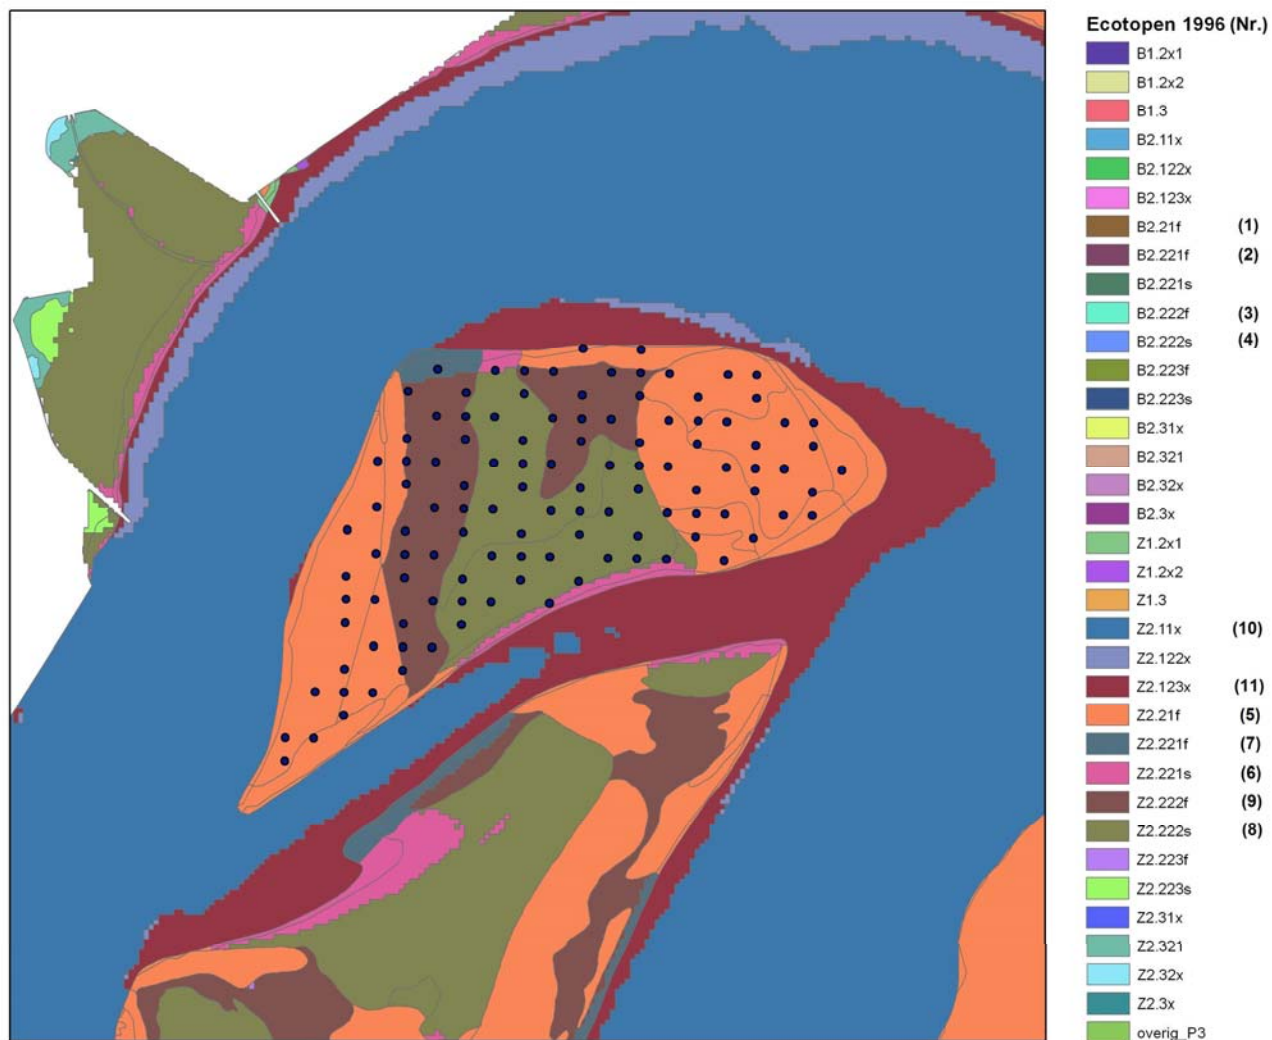 Ecotopen 1996 (Nr.)
B1.2x1
B1.2x2
B1.3
B2.11x
B2.122x
B2.123x
B2.21f (1)
B2.221f (2)
B2.221s
B2.222f (3)
B2.222s (4)
B2.223f
B2.223s
B2.31x
B2.321
B2.32x
B2.3x
Z1.2x1
Z1.2x2
Z1.3
Z2.11x (10)
Z2.122x
Z2.123x (11)
Z2.21f (5)
Z2.221f (7)
Z2.221s (6)
Z2.222f (9)
Z2.222s (8)
Z2.223f
Z2.223s
Z2.31x
Z2.321
Z2.32x
Z2.3x
overig_P3